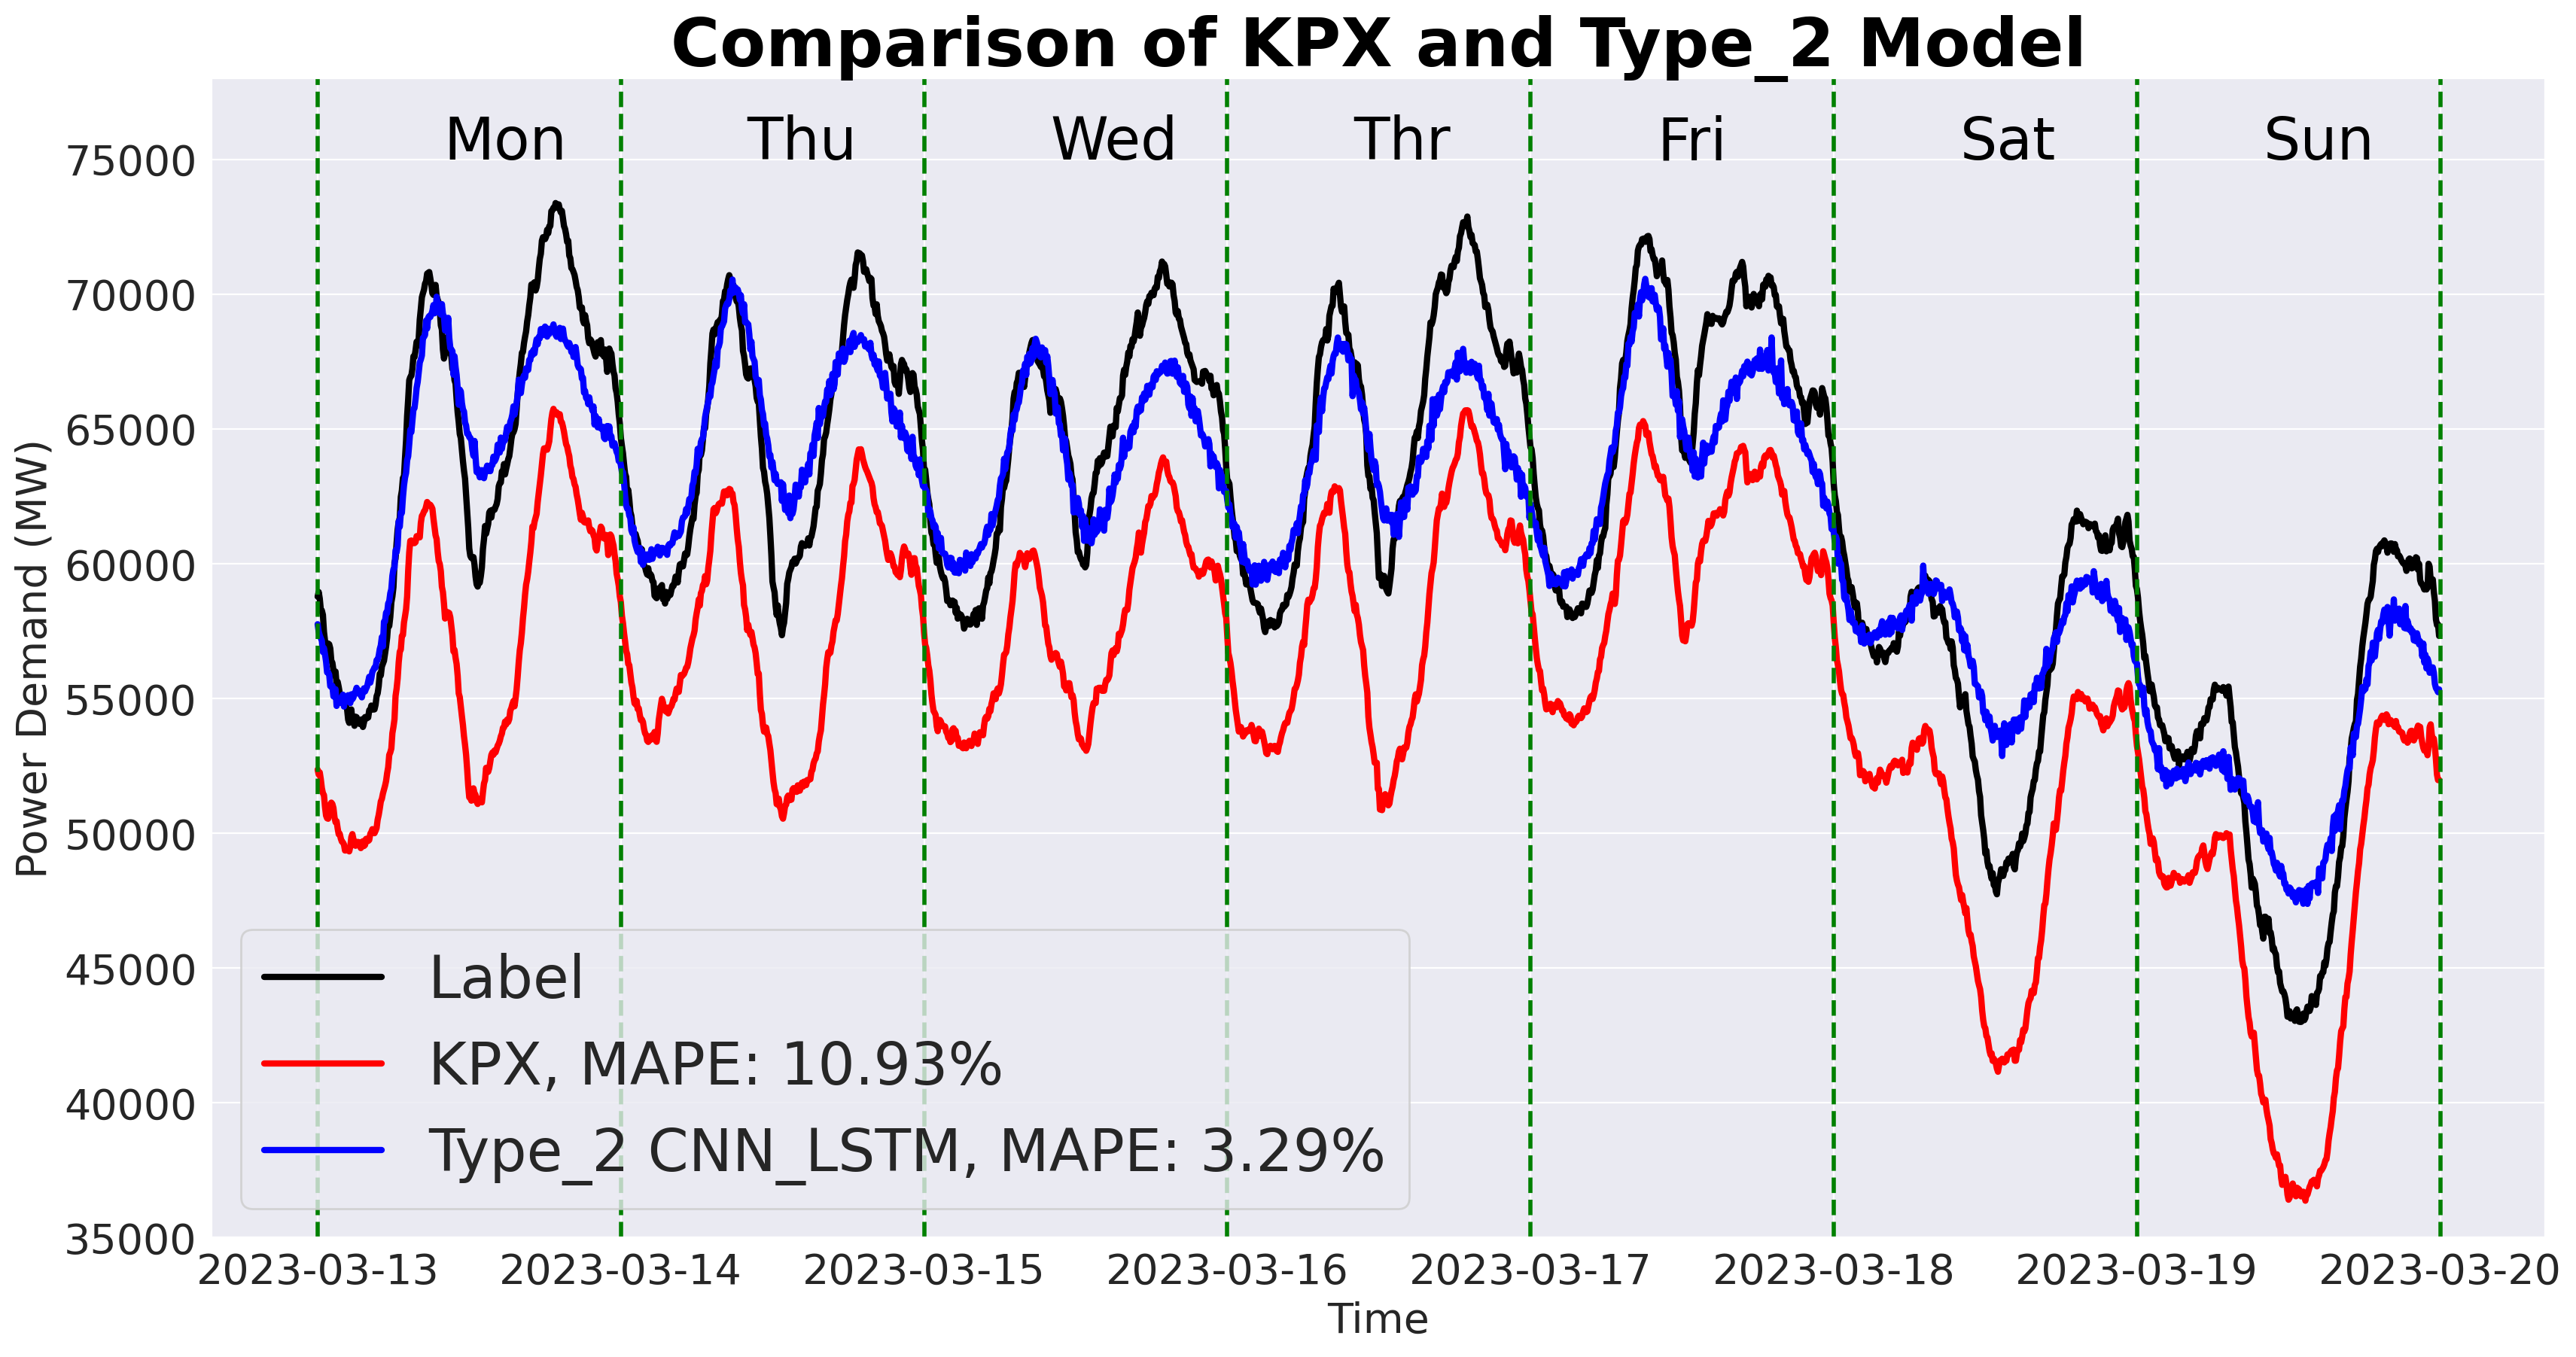 Comparison of KPX and Type_2 Model
Mon Thu Wed Thr Fri Sat Sun
75000
70000
65000
60000
55000
50000
45000
40000
35000
Power Demand (MW)
Label
KPX, MAPE: 10.93%
Type_2 CNN_LSTM, MAPE: 3.29%
2023-03-13 2023-03-14 2023-03-15 2023-03-16 2023-03-17 2023-03-18 2023-03-19 2023-03-20
Time